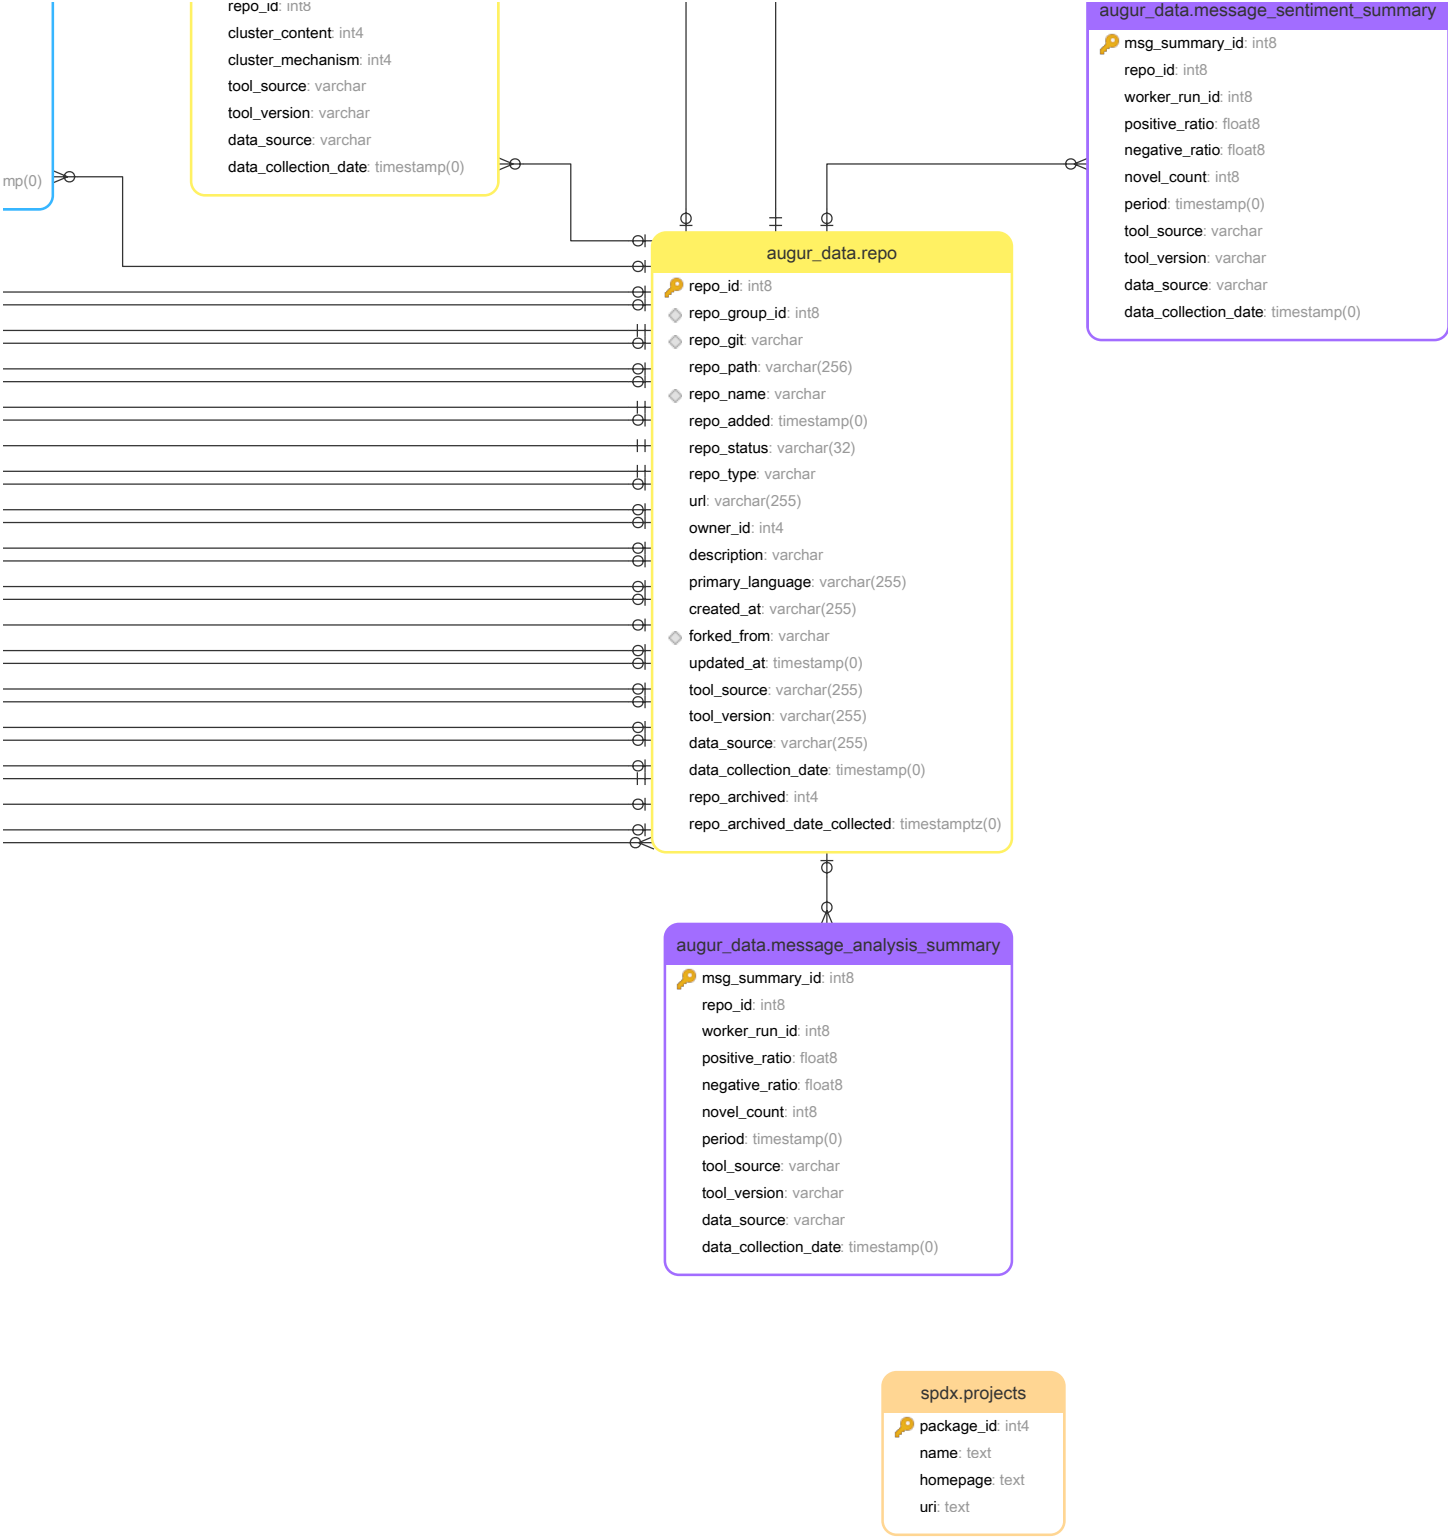 repo_id: int8
cluster_content: int4
cluster_mechanism: int4
tool_source: varchar
tool_version: varchar
data_source: varchar
data_collection_date: timestamp(0)
mp(0)
augur_data.message_sentiment_summary
msg_summary_id: int8
repo_id: int8
worker_run_id: int8
positive_ratio: float8
negative_ratio: float8
novel_count: int8
period: timestamp(0)
tool_source: varchar
tool_version: varchar
data_source: varchar
data_collection_date: timestamp(0)
augur_data.repo
repo_id: int8
repo_group_id: int8
repo_git: varchar
repo_path: varchar(256)
repo_name: varchar
repo_added: timestamp(0)
repo_status: varchar(32)
repo_type: varchar
url: varchar(255)
owner_id: int4
description: varchar
primary_language: varchar(255)
created_at: varchar(255)
forked_from: varchar
updated_at: timestamp(0)
tool_source: varchar(255)
tool_version: varchar(255)
data_source: varchar(255)
data_collection_date: timestamp(0)
repo_archived: int4
repo_archived_date_collected: timestamptz(0)
augur_data.message_analysis_summary
msg_summary_id: int8
repo_id: int8
worker_run_id: int8
positive_ratio: float8
negative_ratio: float8
novel_count: int8
period: timestamp(0)
tool_source: varchar
tool_version: varchar
data_source: varchar
data_collection_date: timestamp(0)
spdx.projects
package_id: int4
name: text
homepage: text
uri: text